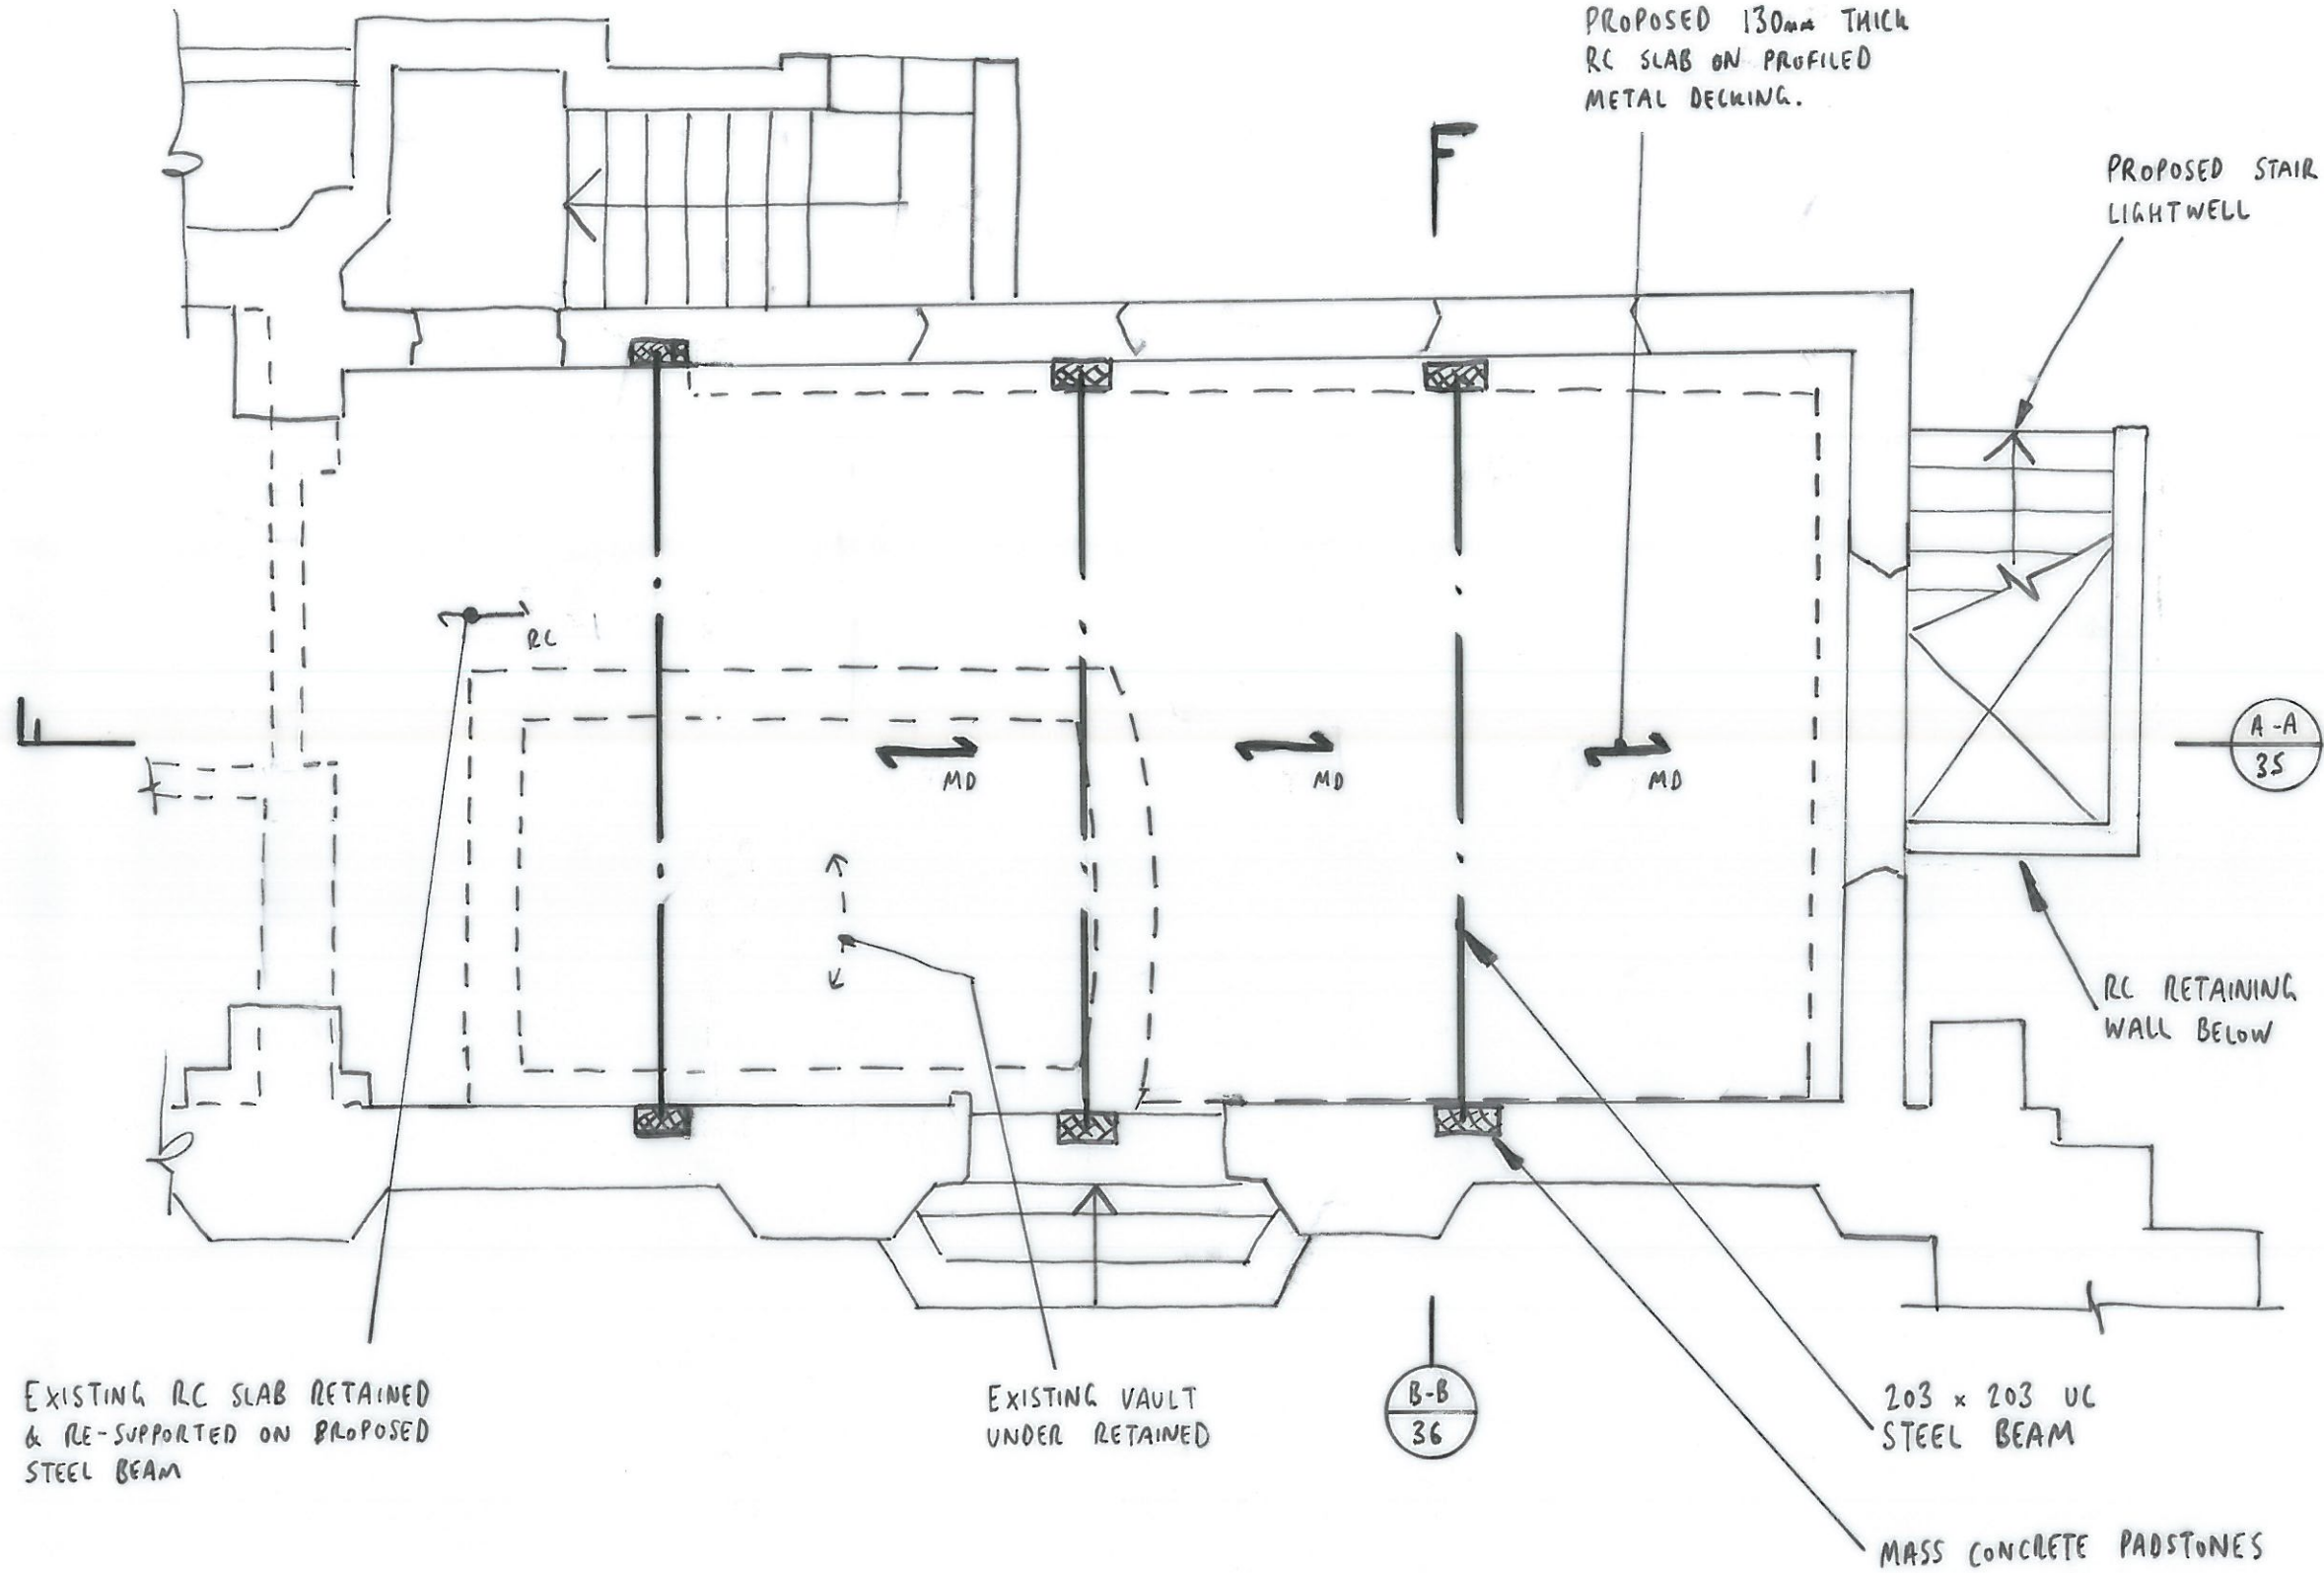 PROPOSED 130mm THICK
RC SLAB ON PROFILED
METAL DECKING.
PROPOSED STAIR
LIGHTWELL
RC
MD
MD
MD
A-A
35
RC RETAINING
WALL BELOW
EXISTING RC SLAB RETAINED
& RE-SUPPORTED ON PROPOSED
STEEL BEAM
EXISTING VAULT
UNDER RETAINED
B-B
36
203 x 203 UC
STEEL BEAM
MASS CONCRETE PADSTONES